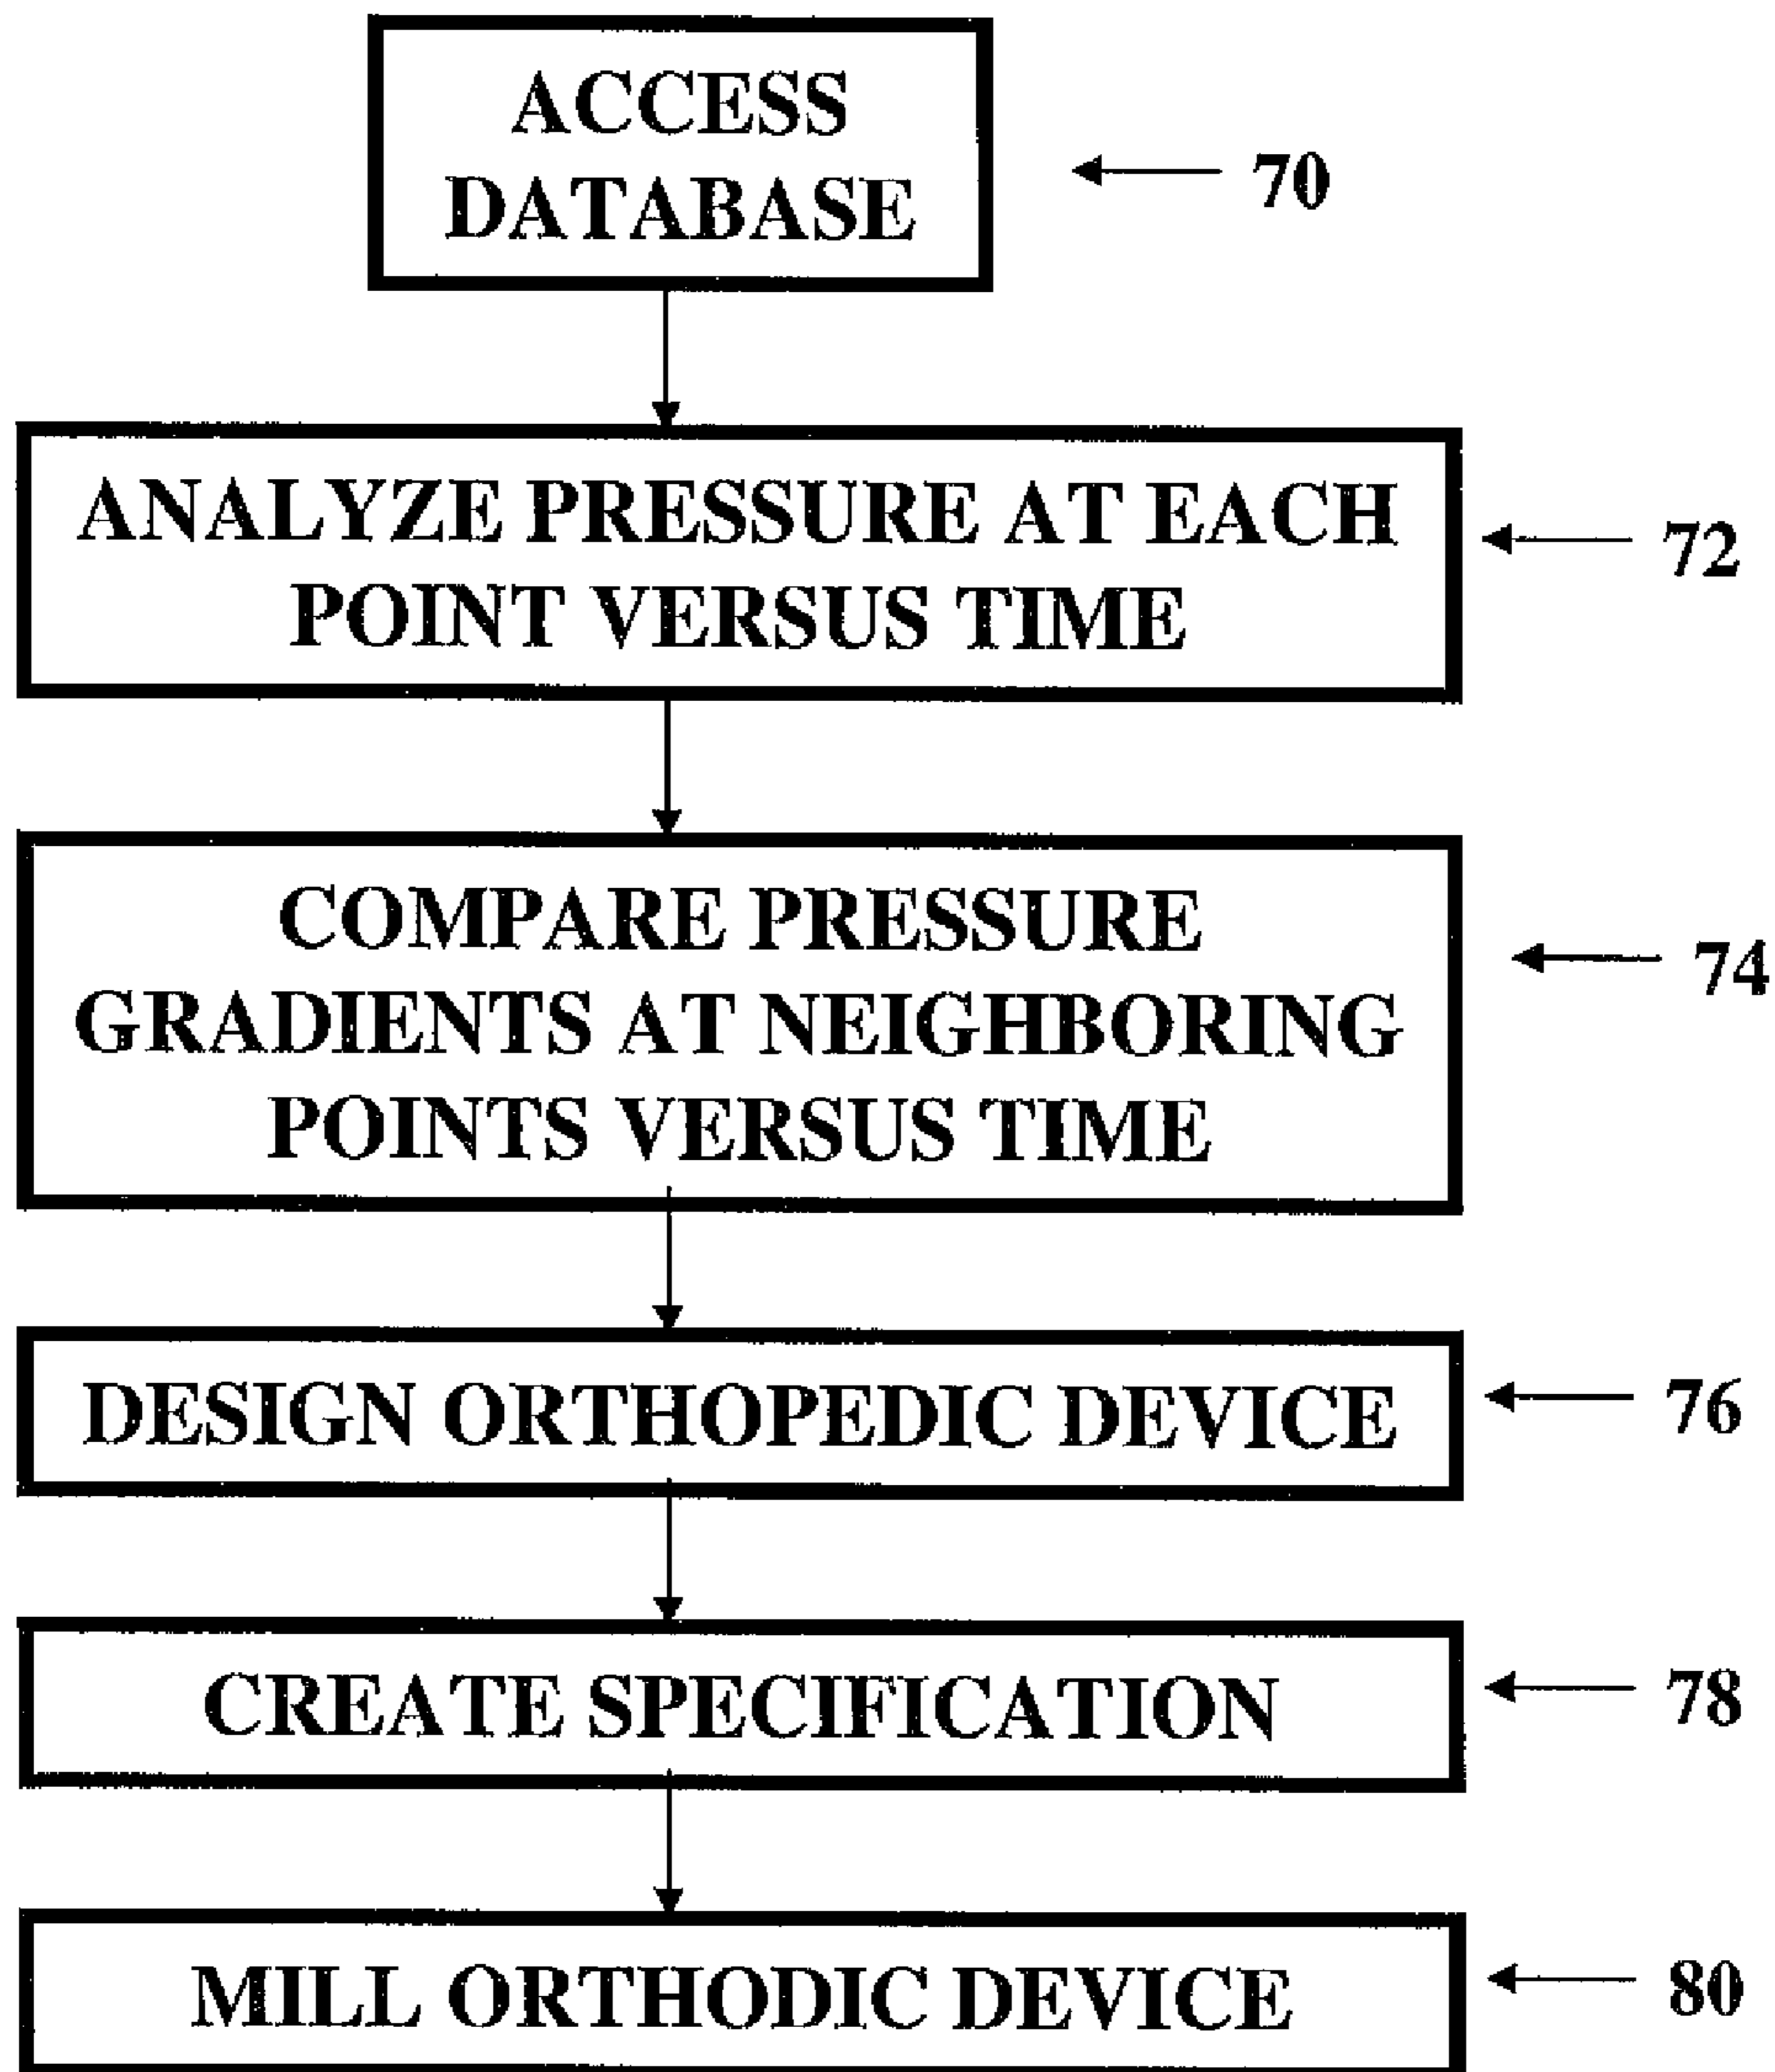 ACCESS
DATABASE
70
ANALYZE PRESSURE AT EACH
POINT VERSUS TIME
72
COMPARE PRESSURE
GRADIENTS AT NEIGHBORING
POINTS VERSUS TIME
74
DESIGN ORTHOPEDIC DEVICE
76
CREATE SPECIFICATION
78
MILL ORTHODIC DEVICE
80